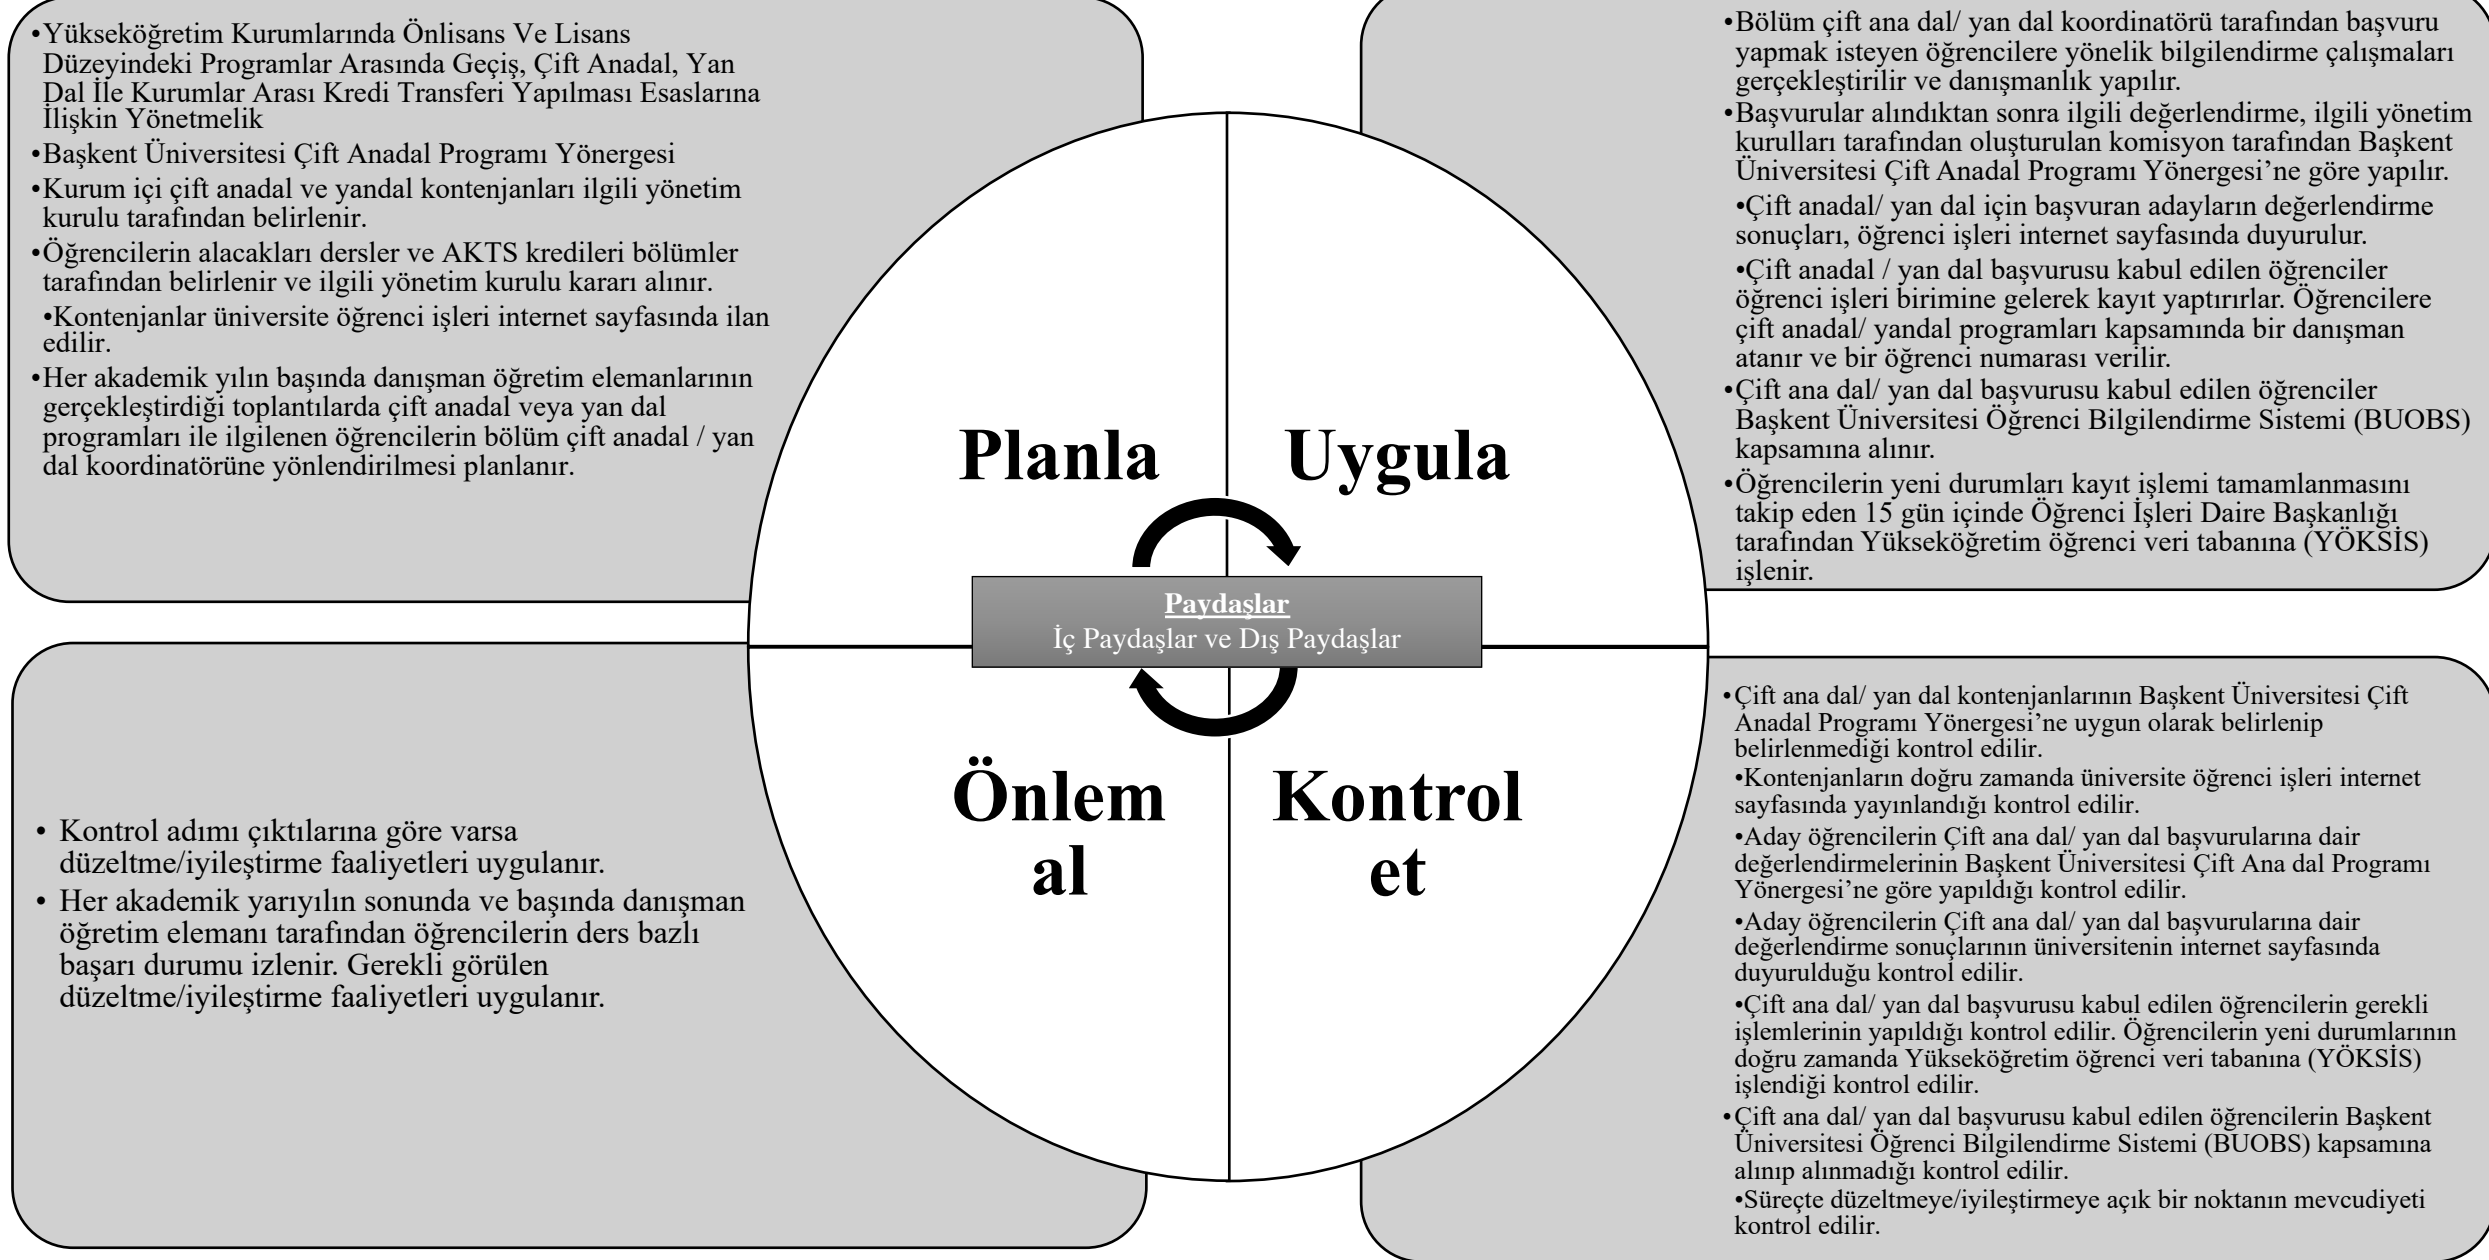 •Yükseköğretim Kurumlarında Önlisans Ve Lisans
Düzeyindeki Programlar Arasında Geçiş, Çift Anadal, Yan
Dal İle Kurumlar Arası Kredi Transferi Yapılması Esaslarına
İlişkin Yönetmelik
•Başkent Üniversitesi Çift Anadal Programı Yönergesi
•Kurum içi çift anadal ve yandal kontenjanları ilgili yönetim
kurulu tarafından belirlenir.
•Öğrencilerin alacakları dersler ve AKTS kredileri bölümler
tarafından belirlenir ve ilgili yönetim kurulu kararı alınır.
•Kontenjanlar üniversite öğrenci işleri internet sayfasında ilan
edilir.
•Her akademik yılın başında danışman öğretim elemanlarının
gerçekleştirdiği toplantılarda çift anadal veya yan dal
programları ile ilgilenen öğrencilerin bölüm çift anadal / yan
dal koordinatörüne yönlendirilmesi planlanır.
•Bölüm çift ana dal/ yan dal koordinatörü tarafından başvuru
yapmak isteyen öğrencilere yönelik bilgilendirme çalışmaları
gerçekleştirilir ve danışmanlık yapılır.
•Başvurular alındıktan sonra ilgili değerlendirme, ilgili yönetim
kurulları tarafından oluşturulan komisyon tarafından Başkent
Üniversitesi Çift Anadal Programı Yönergesi’ne göre yapılır.
•Çift anadal/ yan dal için başvuran adayların değerlendirme
sonuçları, öğrenci işleri internet sayfasında duyurulur.
•Çift anadal / yan dal başvurusu kabul edilen öğrenciler
öğrenci işleri birimine gelerek kayıt yaptırırlar. Öğrencilere
çift anadal/ yandal programları kapsamında bir danışman
atanır ve bir öğrenci numarası verilir.
•Çift ana dal/ yan dal başvurusu kabul edilen öğrenciler
Başkent Üniversitesi Öğrenci Bilgilendirme Sistemi (BUOBS)
kapsamına alınır.
•Öğrencilerin yeni durumları kayıt işlemi tamamlanmasını
takip eden 15 gün içinde Öğrenci İşleri Daire Başkanlığı
tarafından Yükseköğretim öğrenci veri tabanına (YÖKSİS)
işlenir.
Planla
Uygula
Paydaşlar
İç Paydaşlar ve Dış Paydaşlar
Önlem
al
Kontrol
et
• Kontrol adımı çıktılarına göre varsa
düzeltme/iyileştirme faaliyetleri uygulanır.
• Her akademik yarıyılın sonunda ve başında danışman
öğretim elemanı tarafından öğrencilerin ders bazlı
başarı durumu izlenir. Gerekli görülen
düzeltme/iyileştirme faaliyetleri uygulanır.
•Çift ana dal/ yan dal kontenjanlarının Başkent Üniversitesi Çift
Anadal Programı Yönergesi’ne uygun olarak belirlenip
belirlenmediği kontrol edilir.
•Kontenjanların doğru zamanda üniversite öğrenci işleri internet
sayfasında yayınlandığı kontrol edilir.
•Aday öğrencilerin Çift ana dal/ yan dal başvurularına dair
değerlendirmelerinin Başkent Üniversitesi Çift Ana dal Programı
Yönergesi’ne göre yapıldığı kontrol edilir.
•Aday öğrencilerin Çift ana dal/ yan dal başvurularına dair
değerlendirme sonuçlarının üniversitenin internet sayfasında
duyurulduğu kontrol edilir.
•Çift ana dal/ yan dal başvurusu kabul edilen öğrencilerin gerekli
işlemlerinin yapıldığı kontrol edilir. Öğrencilerin yeni durumlarının
doğru zamanda Yükseköğretim öğrenci veri tabanına (YÖKSİS)
işlendiği kontrol edilir.
•Çift ana dal/ yan dal başvurusu kabul edilen öğrencilerin Başkent
Üniversitesi Öğrenci Bilgilendirme Sistemi (BUOBS) kapsamına
alınıp alınmadığı kontrol edilir.
•Süreçte düzeltmeye/iyileştirmeye açık bir noktanın mevcudiyeti
kontrol edilir.